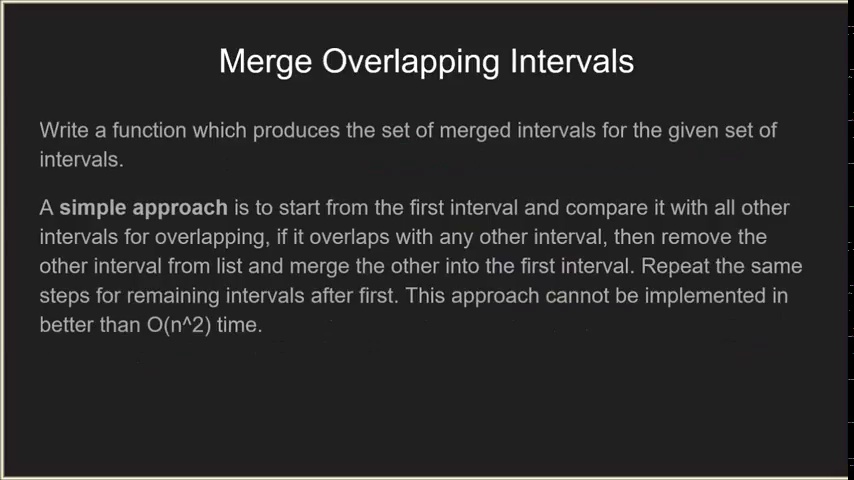 Merge Overlapping Intervals
Write a function which produces the set of merged intervals for the given set of
intervals.
A simple approach is to start from the first interval and compare it with all other
intervals for overlapping, if it overlaps with any other interval, then remove the
other interval from list and merge the other into the first interval. Repeat the same
steps for remaining intervals after first. This approach cannot be implemented in
better than O(n^2) time.